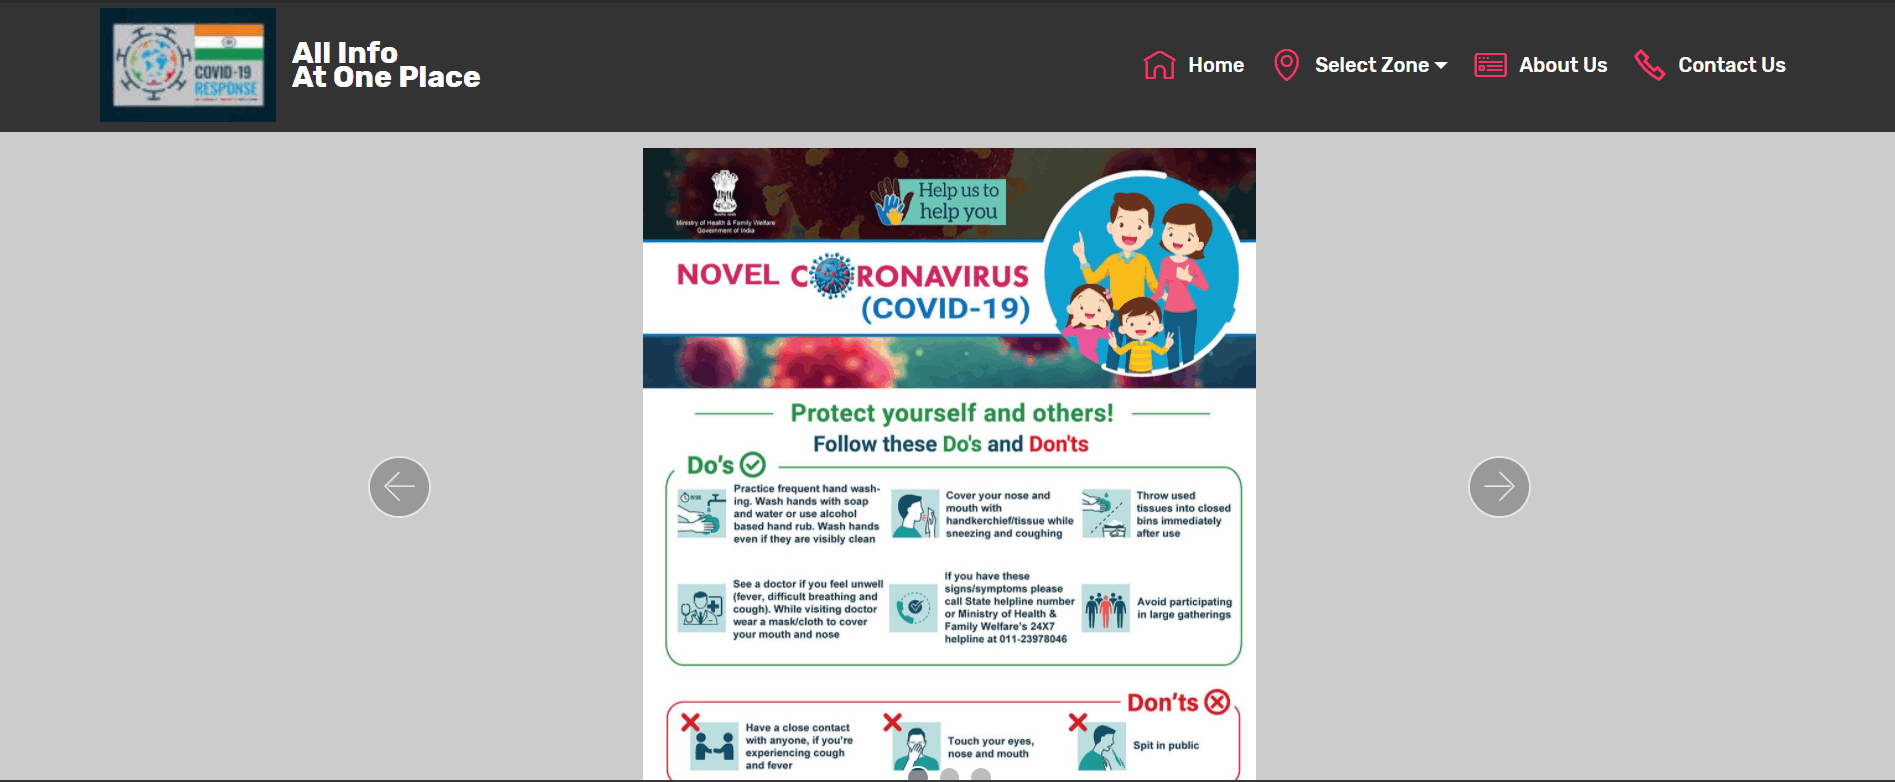 COVID-19
RESPONSE
All Info
At One Place
Home
Select Zone
About Us
Contact Us
Ministry of Health & Family Welfare
Government of India
Help us to
help you
NOVEL CORONAVIRUS
(COVID-19)
Protect yourself and others!
Follow these Do's and Don'ts
Do's
Practice frequent hand wash-
ing. Wash hands with soap
and water or use alcohol
based hand rub. Wash hands
even if they are visibly clean
Cover your nose and
mouth with
handkerchief/tissue while
sneezing and coughing
Throw used
tissues into closed
bins immediately
after use
See a doctor if you feel unwell
(fever, difficult breathing and
cough). While visiting doctor
wear a mask/cloth to cover
your mouth and nose
If you have these
signs/symptoms please
call State helpline number
or Ministry of Health &
Family Welfare's 24X7
helpline at 011-23978046
Avoid participating
in large gatherings
Don'ts
Have a close contact
with anyone, if you're
experiencing cough
and fever
Touch your eyes,
nose and mouth
Spit in public